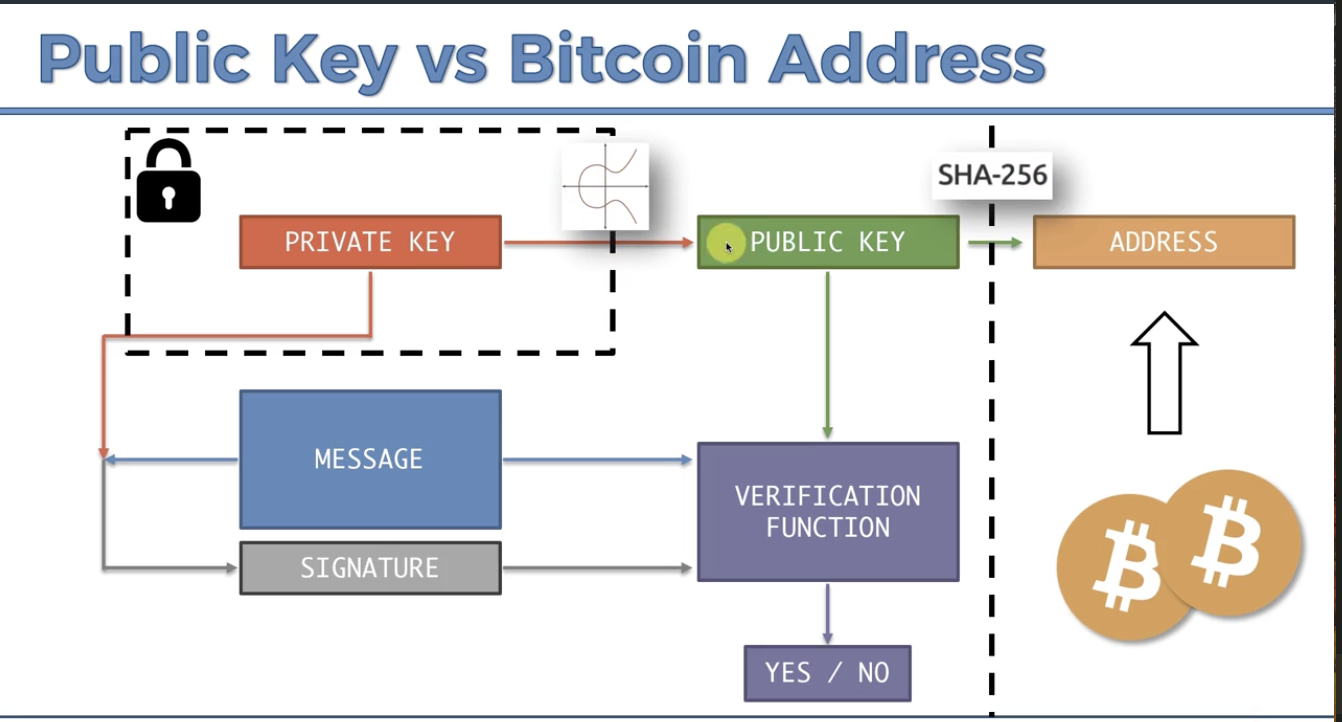 Public Key vs Bitcoin Address
SHA-256
PRIVATE KEY
PUBLIC KEY
ADDRESS
MESSAGE
VERIFICATION
FUNCTION
SIGNATURE
YES / NO